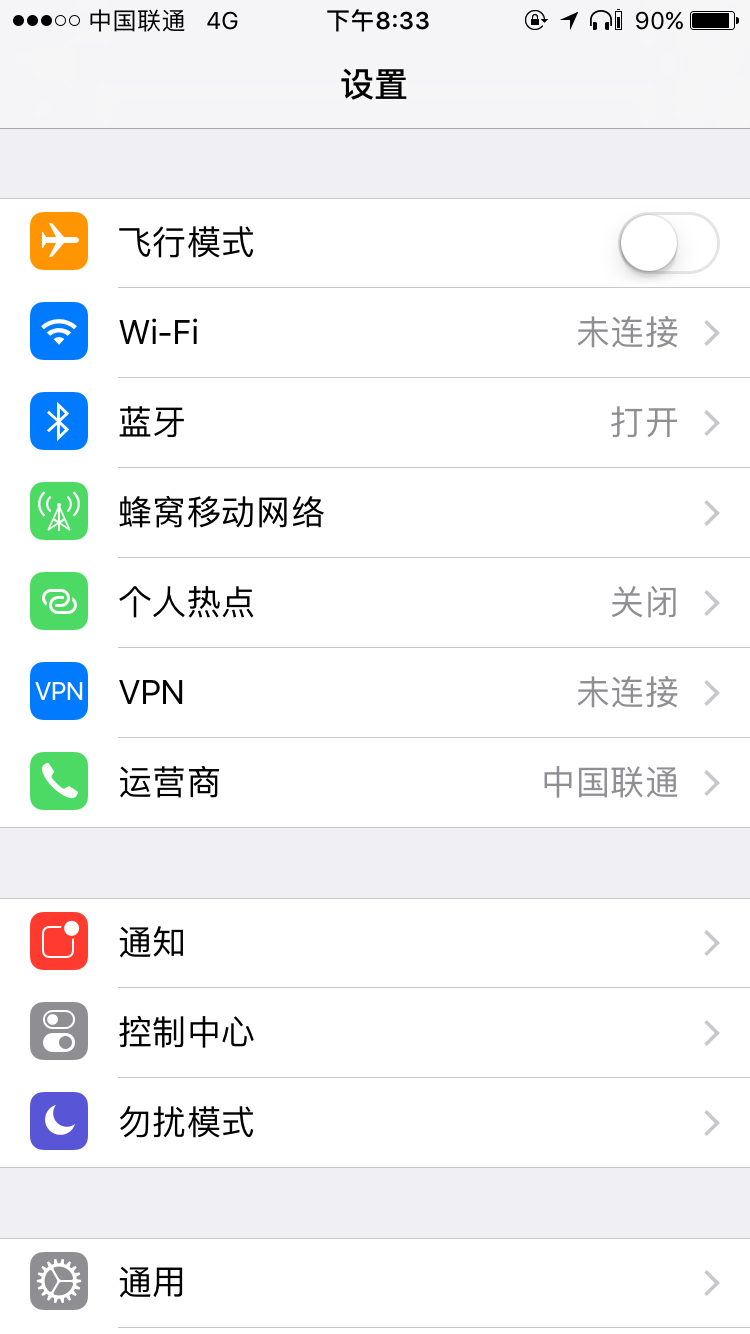 中国联通 4G 下午8:33 90%
设置
飞行模式
Wi-Fi 未连接
蓝牙 打开
蜂窝移动网络
个人热点 关闭
VPN VPN 未连接
运营商 中国联通
通知
控制中心
勿扰模式
通用